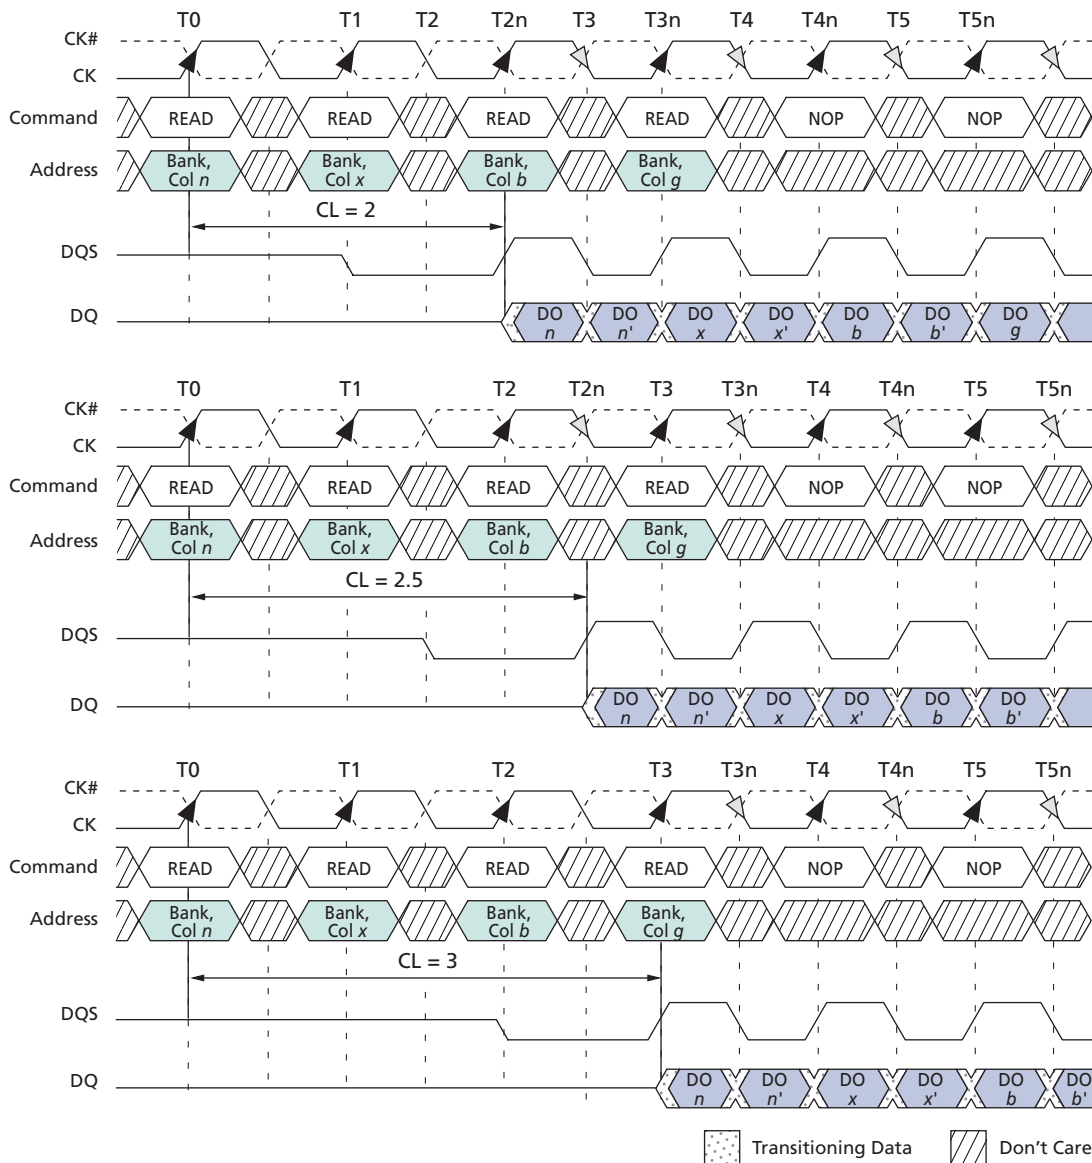 T0 T1 T2 T2n T3 T3n T4 T4n T5 T5n
CK#
CK
Command READ READ READ READ NOP NOP
Address Bank, Col n Bank, Col x Bank, Col b Bank, Col g
CL = 2
DQS
DQ DO n DO n' DO x DO x' DO b DO b' DO g
T0 T1 T2 T2n T3 T3n T4 T4n T5 T5n
CK#
CK
Command READ READ READ READ NOP NOP
Address Bank, Col n Bank, Col x Bank, Col b Bank, Col g
CL = 2.5
DQS
DQ DO n DO n' DO x DO x' DO b DO b'
T0 T1 T2 T3 T3n T4 T4n T5 T5n
CK#
CK
Command READ READ READ READ NOP NOP
Address Bank, Col n Bank, Col x Bank, Col b Bank, Col g
CL = 3
DQS
DQ DO n DO n' DO x DO x' DO b DO b'
Transitioning Data Don't Care